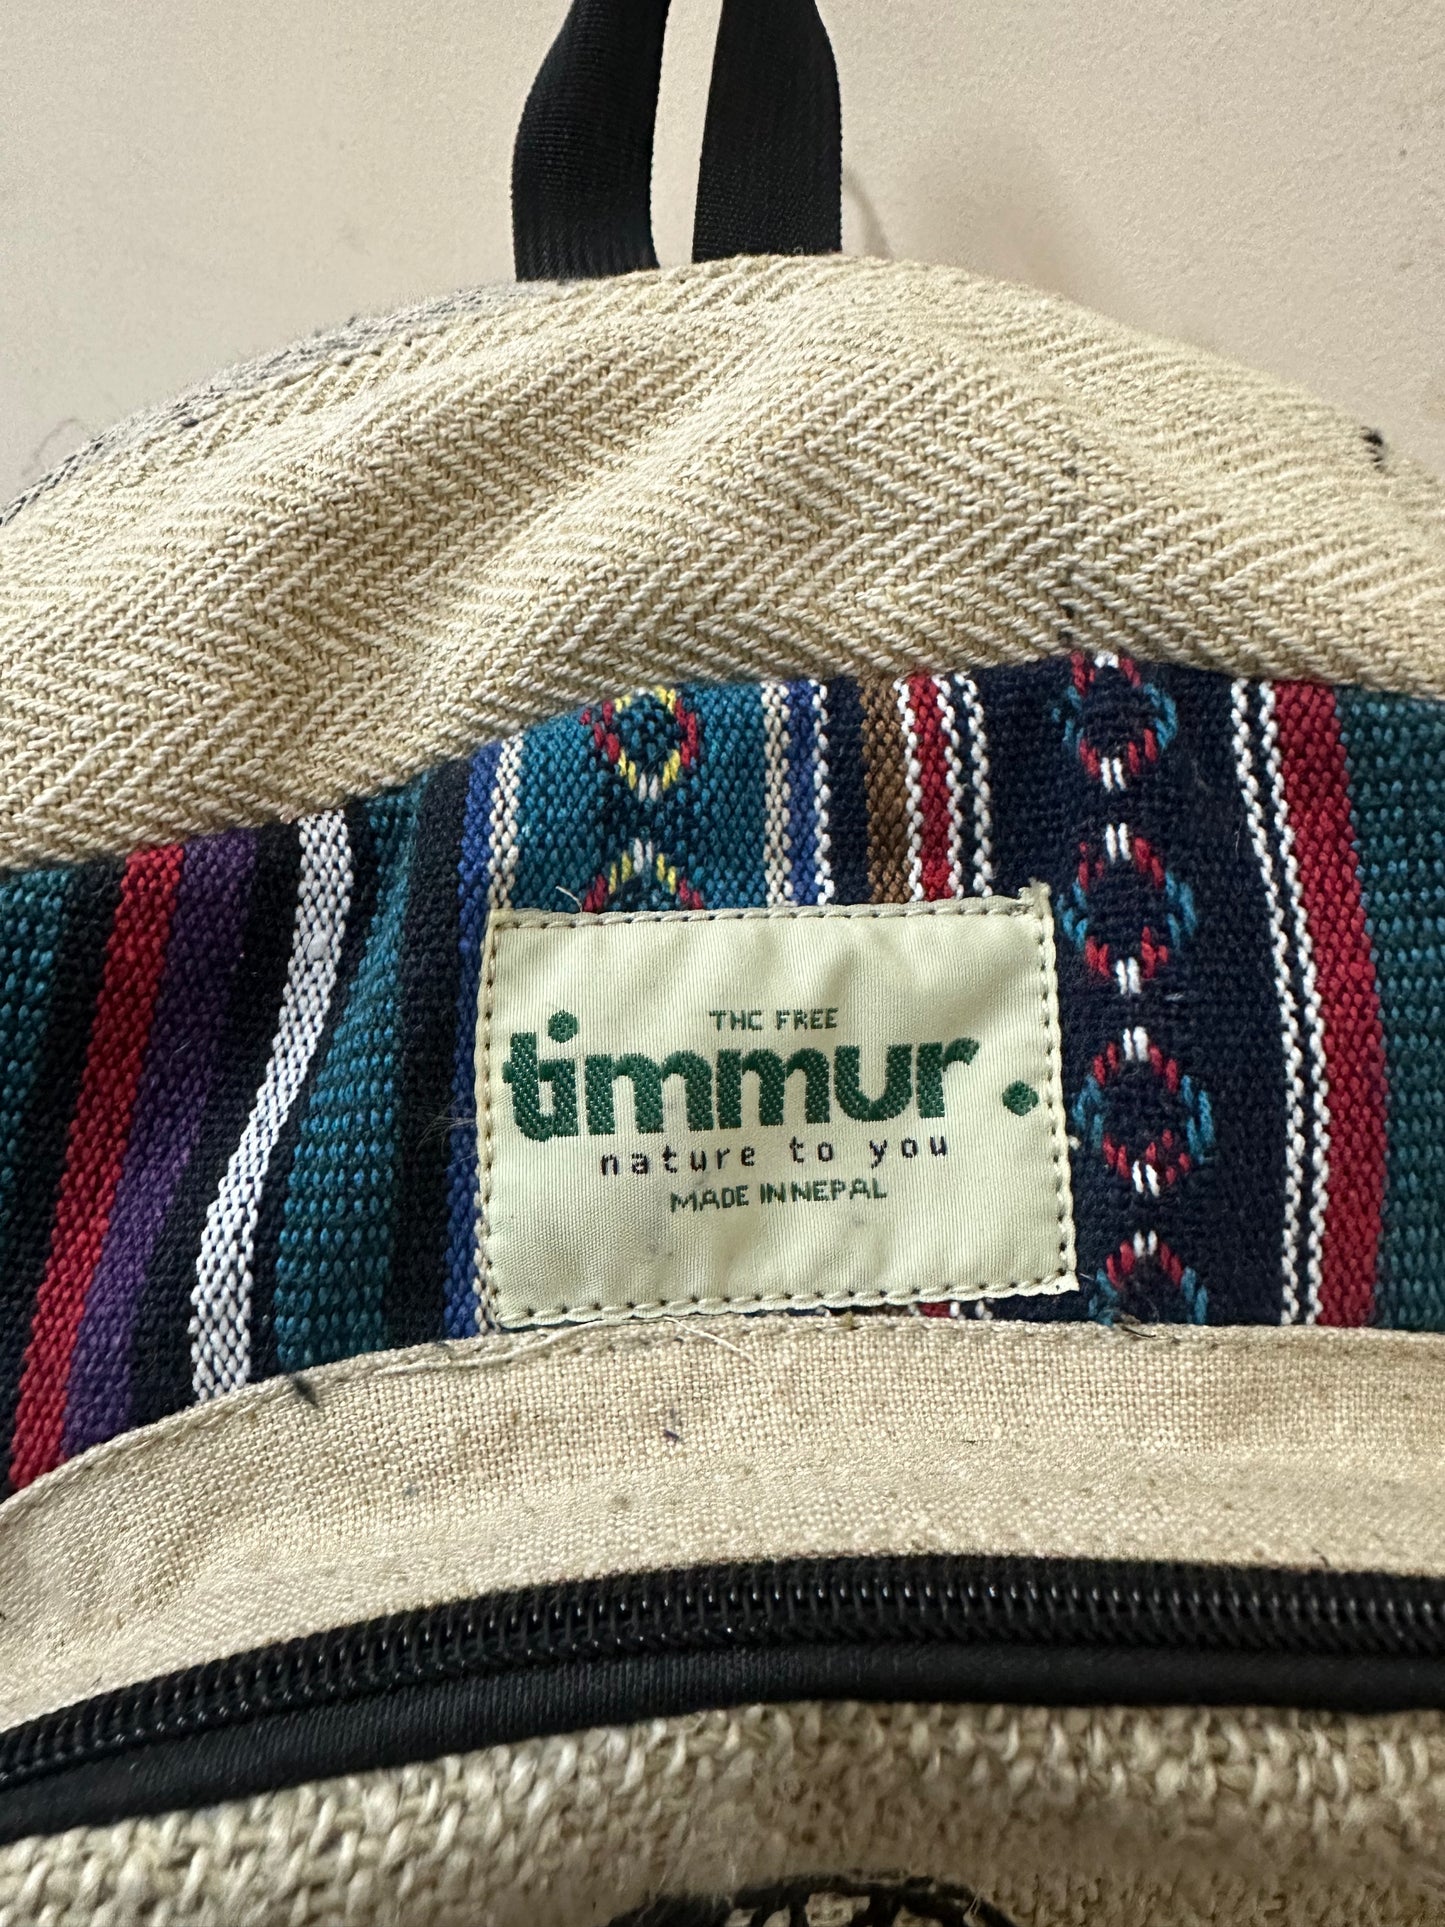 THC FREE
timmur.
nature to you
MADE IN NEPAL